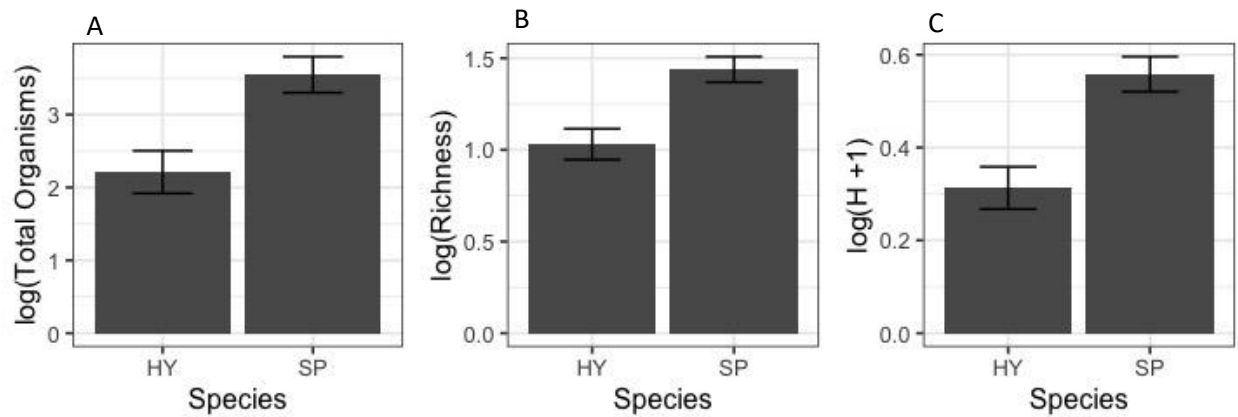 A
log(Total Organisms)
3
2
1
0
HY SP
Species
B
log(Richness)
1.5
1.0
0.5
0.0
HY SP
Species
C
log(H +1)
0.6
0.4
0.2
0.0
HY SP
Species